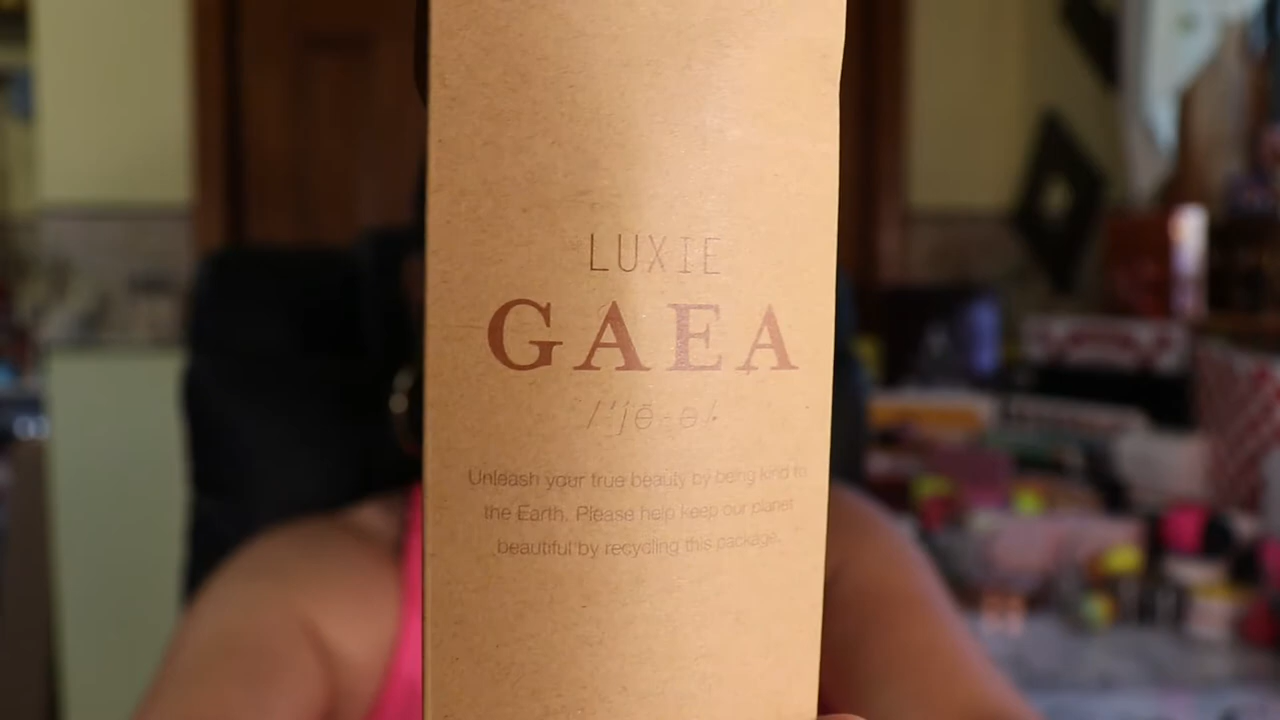 LUXIE
GAEA
/'jē-ə/
Unleash your true beauty by being kind to
the Earth. Please help keep our planet
beautiful by recycling this package.